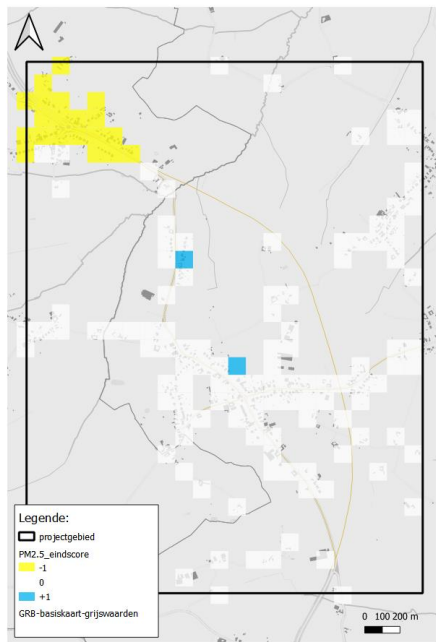 Legende:
projectgebied
PM2.5_eindscore
-1
0
+1
GRB-basiskaart-grijswaarden
0 100 200 m